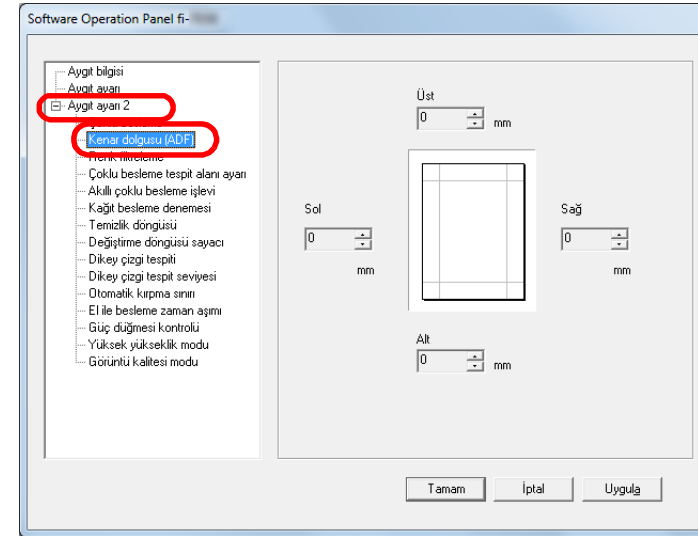 Software Operation Panel fi-
Aygıt bilgisi
Aygıt ayarı
Aygıt ayarı 2
Kenar dolgusu (ADF)
Renk filtreleme
Çoklu besleme tespit alanı ayarı
Akıllı çoklu besleme işlevi
Kağıt besleme denemesi
Temizlik döngüsü
Değiştirme döngüsü sayacı
Dikey çizgi tespiti
Dikey çizgi tespit seviyesi
Otomatik kırpma sınırı
El ile besleme zaman aşımı
Güç düğmesi kontrolü
Yüksek yükseklik modu
Görüntü kalitesi modu
Üst
0 mm
Sol
0
mm
Sağ
0
mm
Alt
0 mm
Tamam
İptal
Uygula